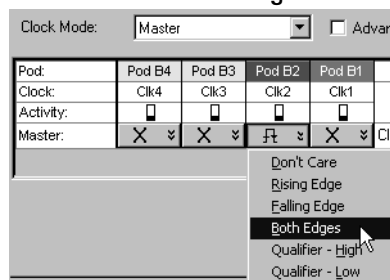 Clock Mode: Master Advar
Pod: Pod B4 Pod B3 Pod B2 Pod B1
Clock: Clk4 Clk3 Clk2 Clk1
Activity:
Master: X X X Cl
Don't Care
Rising Edge
Falling Edge
Both Edges
Qualifier - High
Qualifier - Low